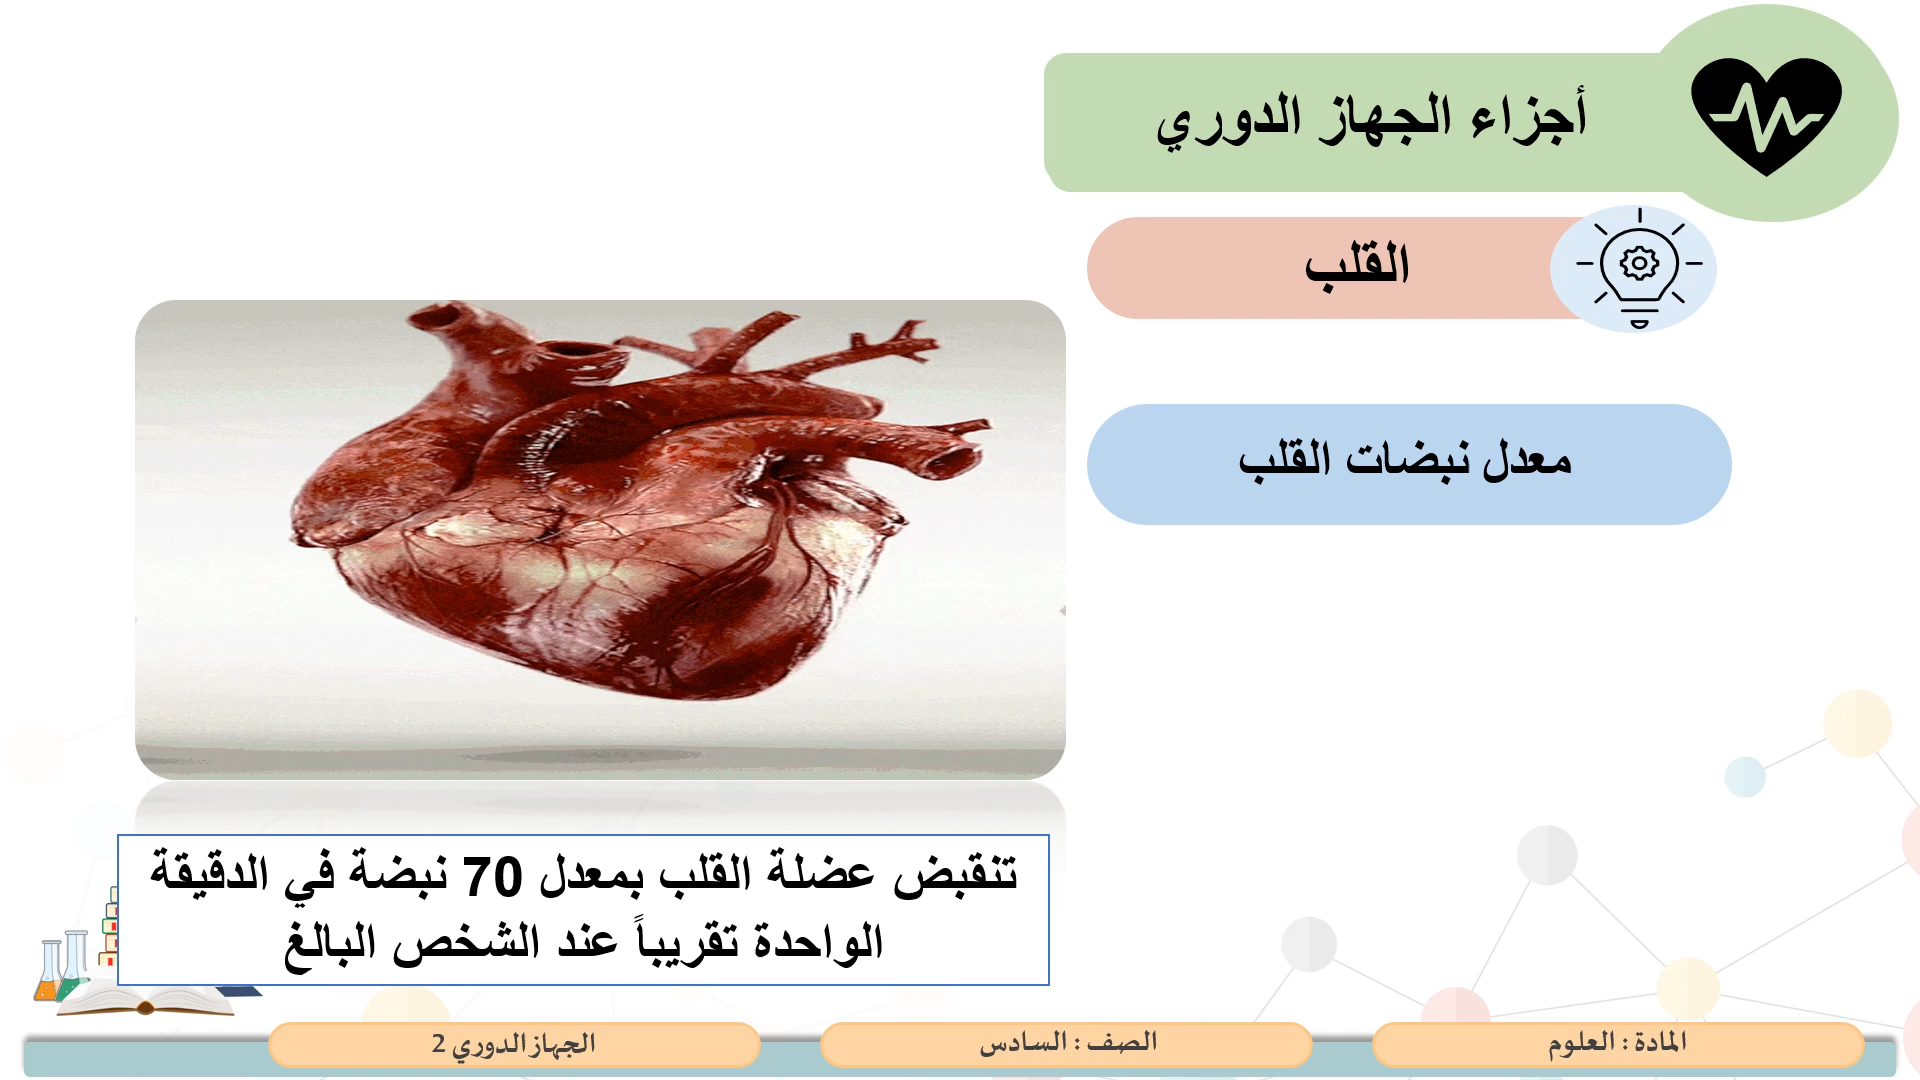 أجزاء الجهاز الدوري
القلب
معدل نبضات القلب
تنقبض عضلة القلب بمعدل 70 نبضة في الدقيقة
الواحدة تقريباً عند الشخص البالغ
المادة : العلوم
الصف : السادس
الجهاز الدوري 2